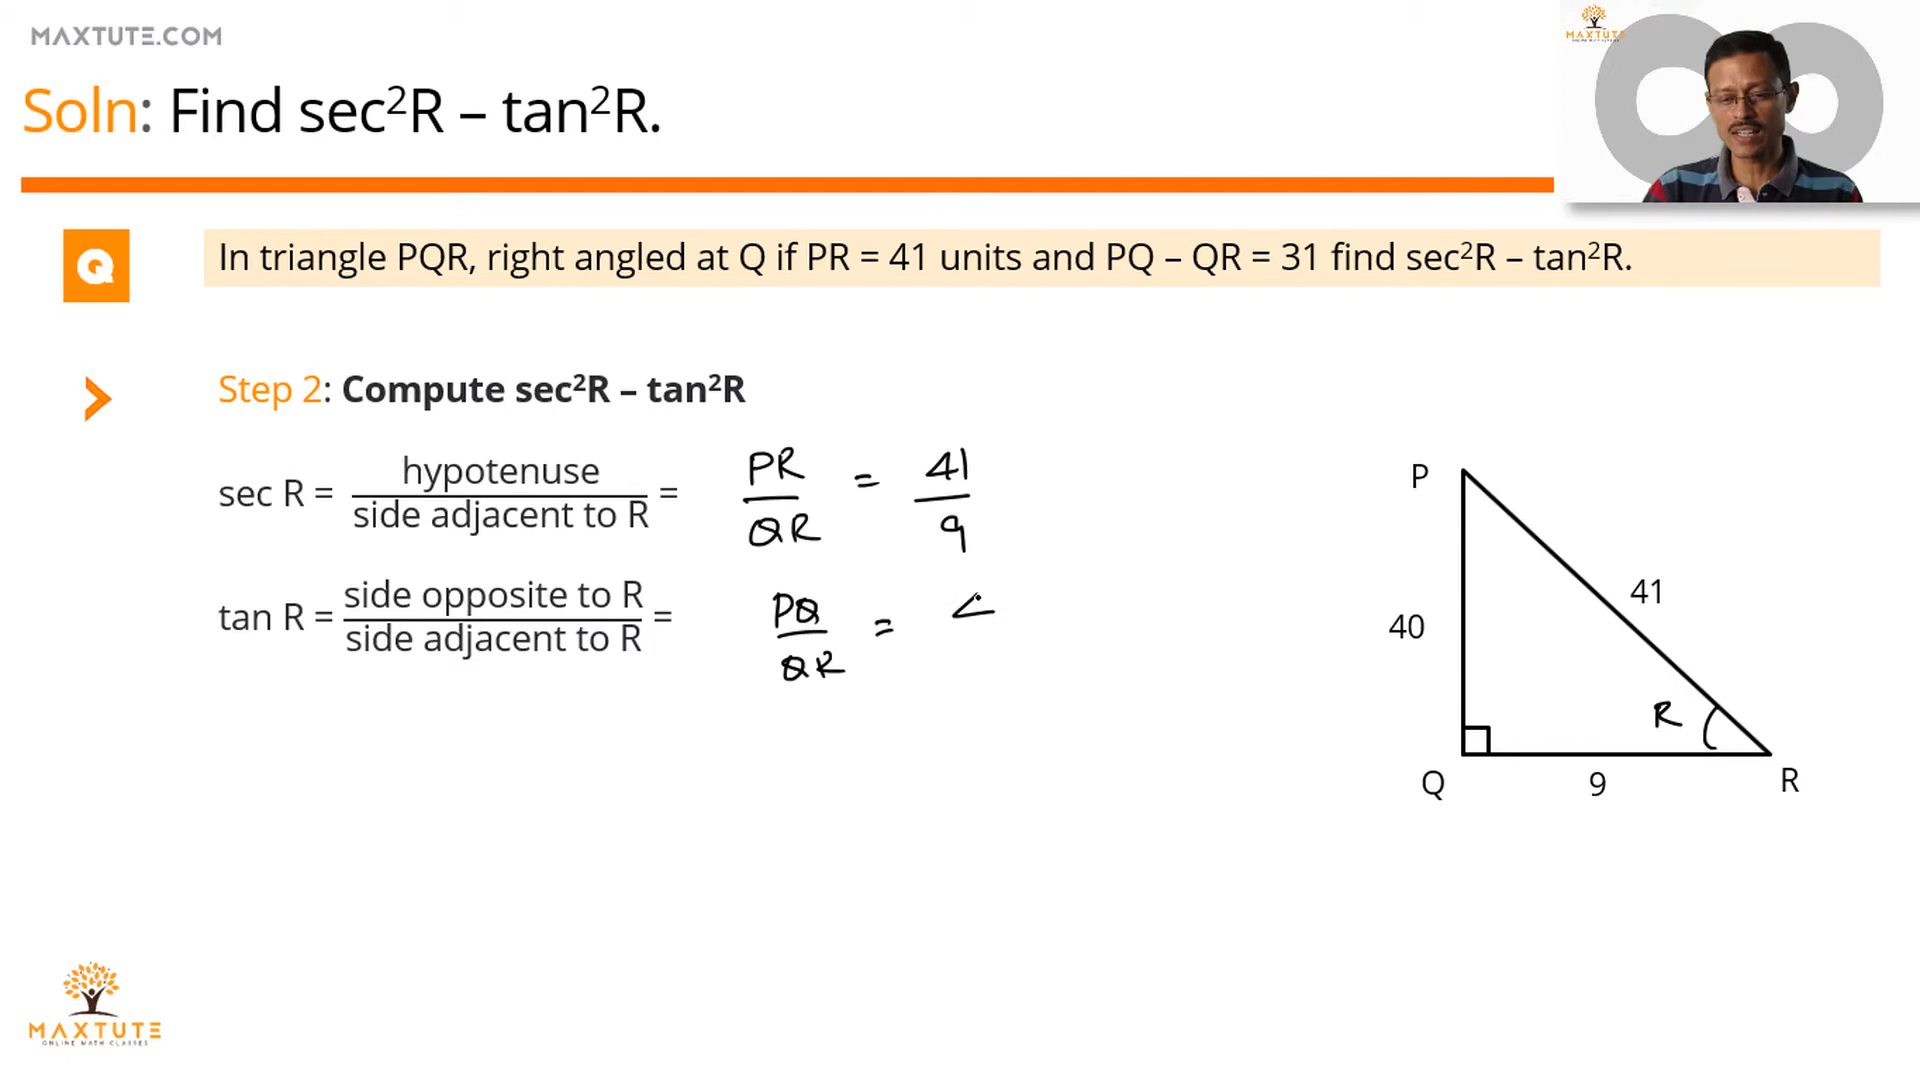 MAXTUTE.COM
MAXTUTE
Soln: Find sec²R – tan²R.
Q In triangle PQR, right angled at Q if PR = 41 units and PQ – QR = 31 find sec²R – tan²R.
Step 2: Compute sec²R – tan²R
hypotenuse PR 41
sec R = =  =
side adjacent to R QR 9
side opposite to R PQ
tan R = = =
side adjacent to R QR
P
41
40
R
Q 9 R
MAXTUTE
ONLINE MATH CLASSES